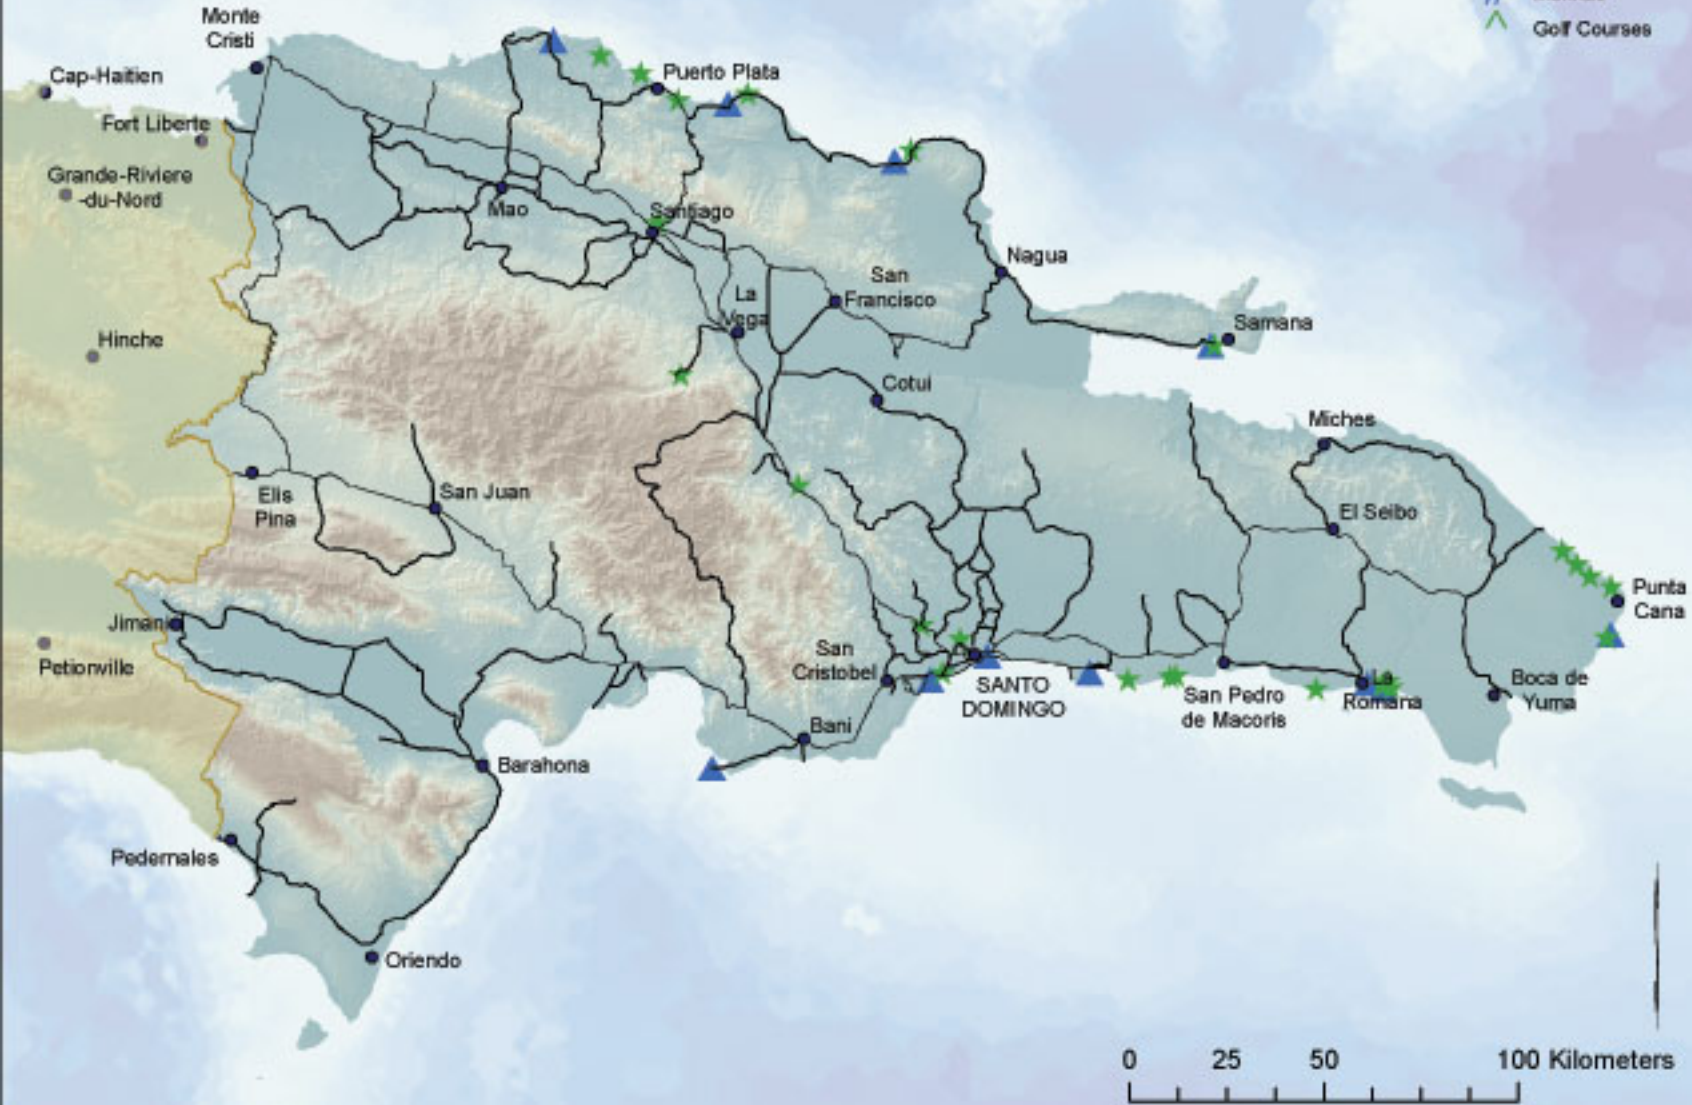 Golf Courses
Monte
Cristi
Cap-Haitien
Puerto Plata
Fort Liberte
Grande-Riviere
-du-Nord
Mao
Santiago
Nagua
San
Francisco
La
Vega
Samana
Hinche
Cotui
Miches
Elis
Pina
San Juan
El Seibo
Punta
Cana
Jimani
Petionville
San
Cristobel
SANTO
DOMINGO
San Pedro
de Macoris
La
Romana
Boca de
Yuma
Bani
Barahona
Pedernales
Oriendo
0 25 50 100 Kilometers